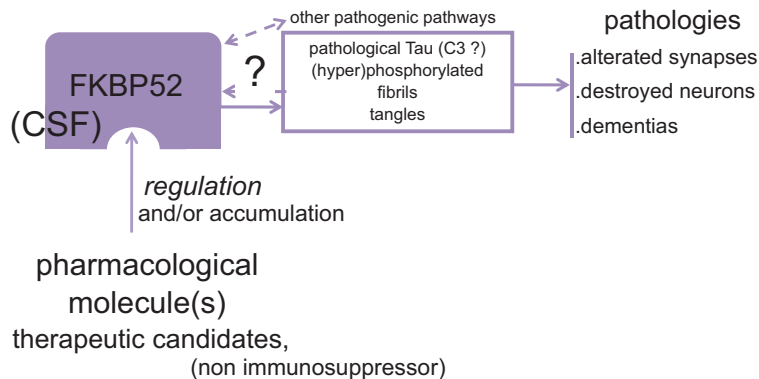 other pathogenic pathways
pathologies
FKBP52
(CSF)
?
pathological Tau (C3 ?)
(hyper)phosphorylated
fibrils
tangles
.alterated synapses
.destroyed neurons
.dementias
regulation
and/or accumulation
pharmacological
molecule(s)
therapeutic candidates,
(non immunosuppressor)